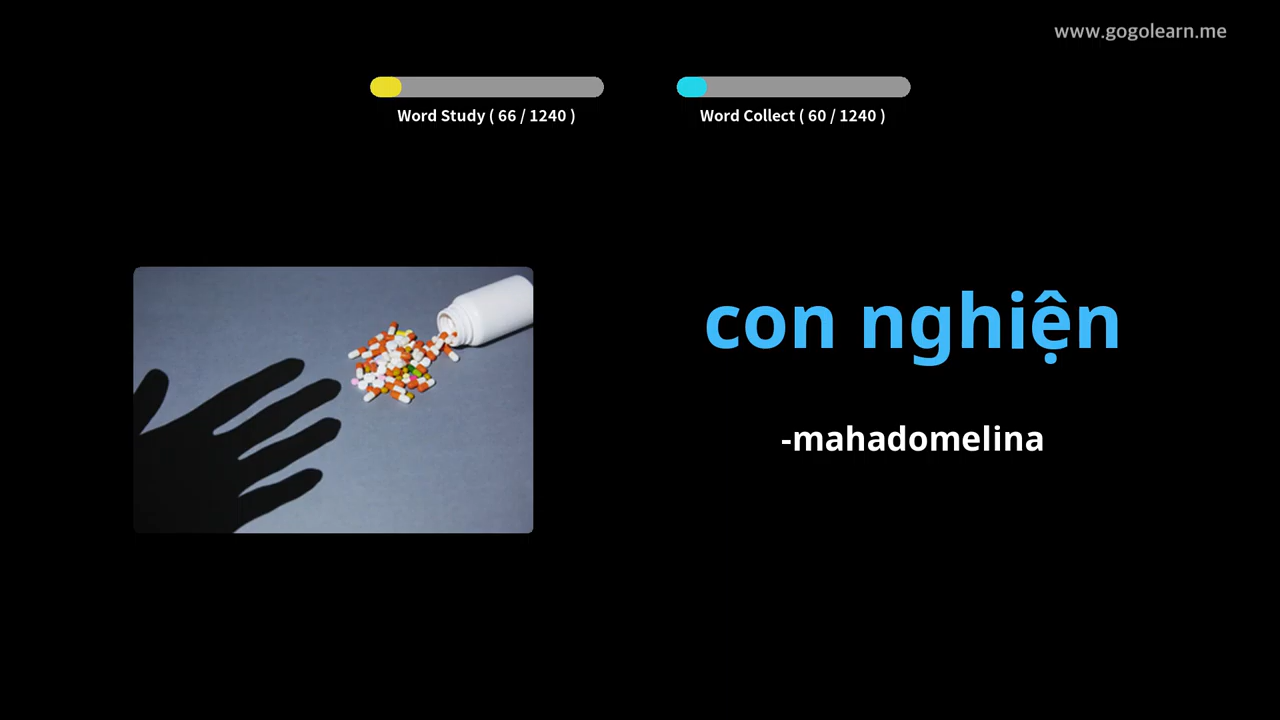 www.gogolearn.me
Word Study ( 66 / 1240 )
Word Collect ( 60 / 1240 )
con nghiện
-mahadomelina